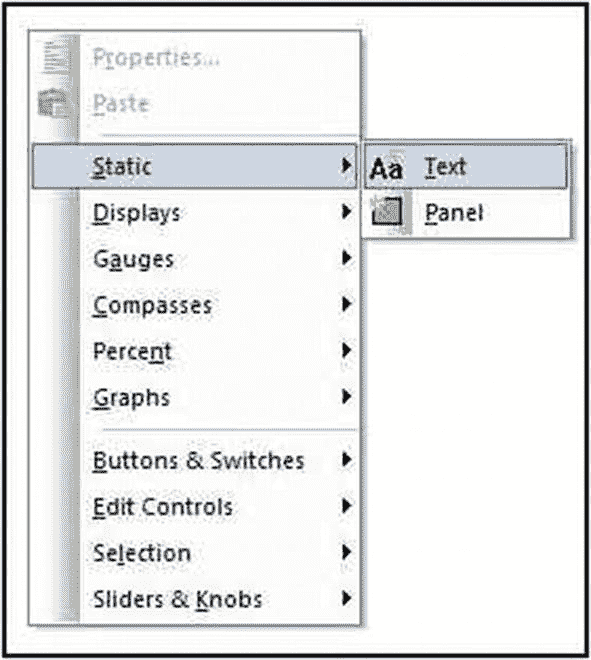 Properties...
Paste
Static
Aa Text
Displays
Panel
Gauges
Compasses
Percent
Graphs
Buttons & Switches
Edit Controls
Selection
Sliders & Knobs